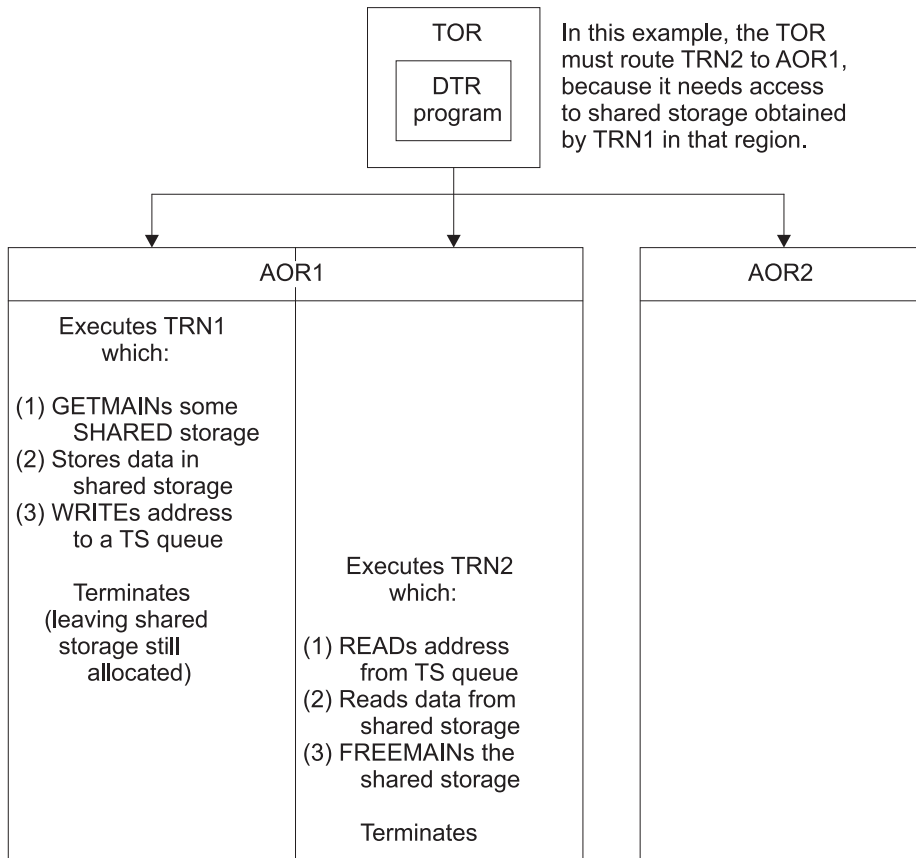 TOR
DTR
program
In this example, the TOR
must route TRN2 to AOR1,
because it needs access
to shared storage obtained
by TRN1 in that region.
AOR1
AOR2
Executes TRN1
which:
(1) GETMAINs some
SHARED storage
(2) Stores data in
shared storage
(3) WRITEs address
to a TS queue
Terminates
(leaving shared
storage still
allocated)
Executes TRN2
which:
(1) READs address
from TS queue
(2) Reads data from
shared storage
(3) FREEMAINs the
shared storage
Terminates